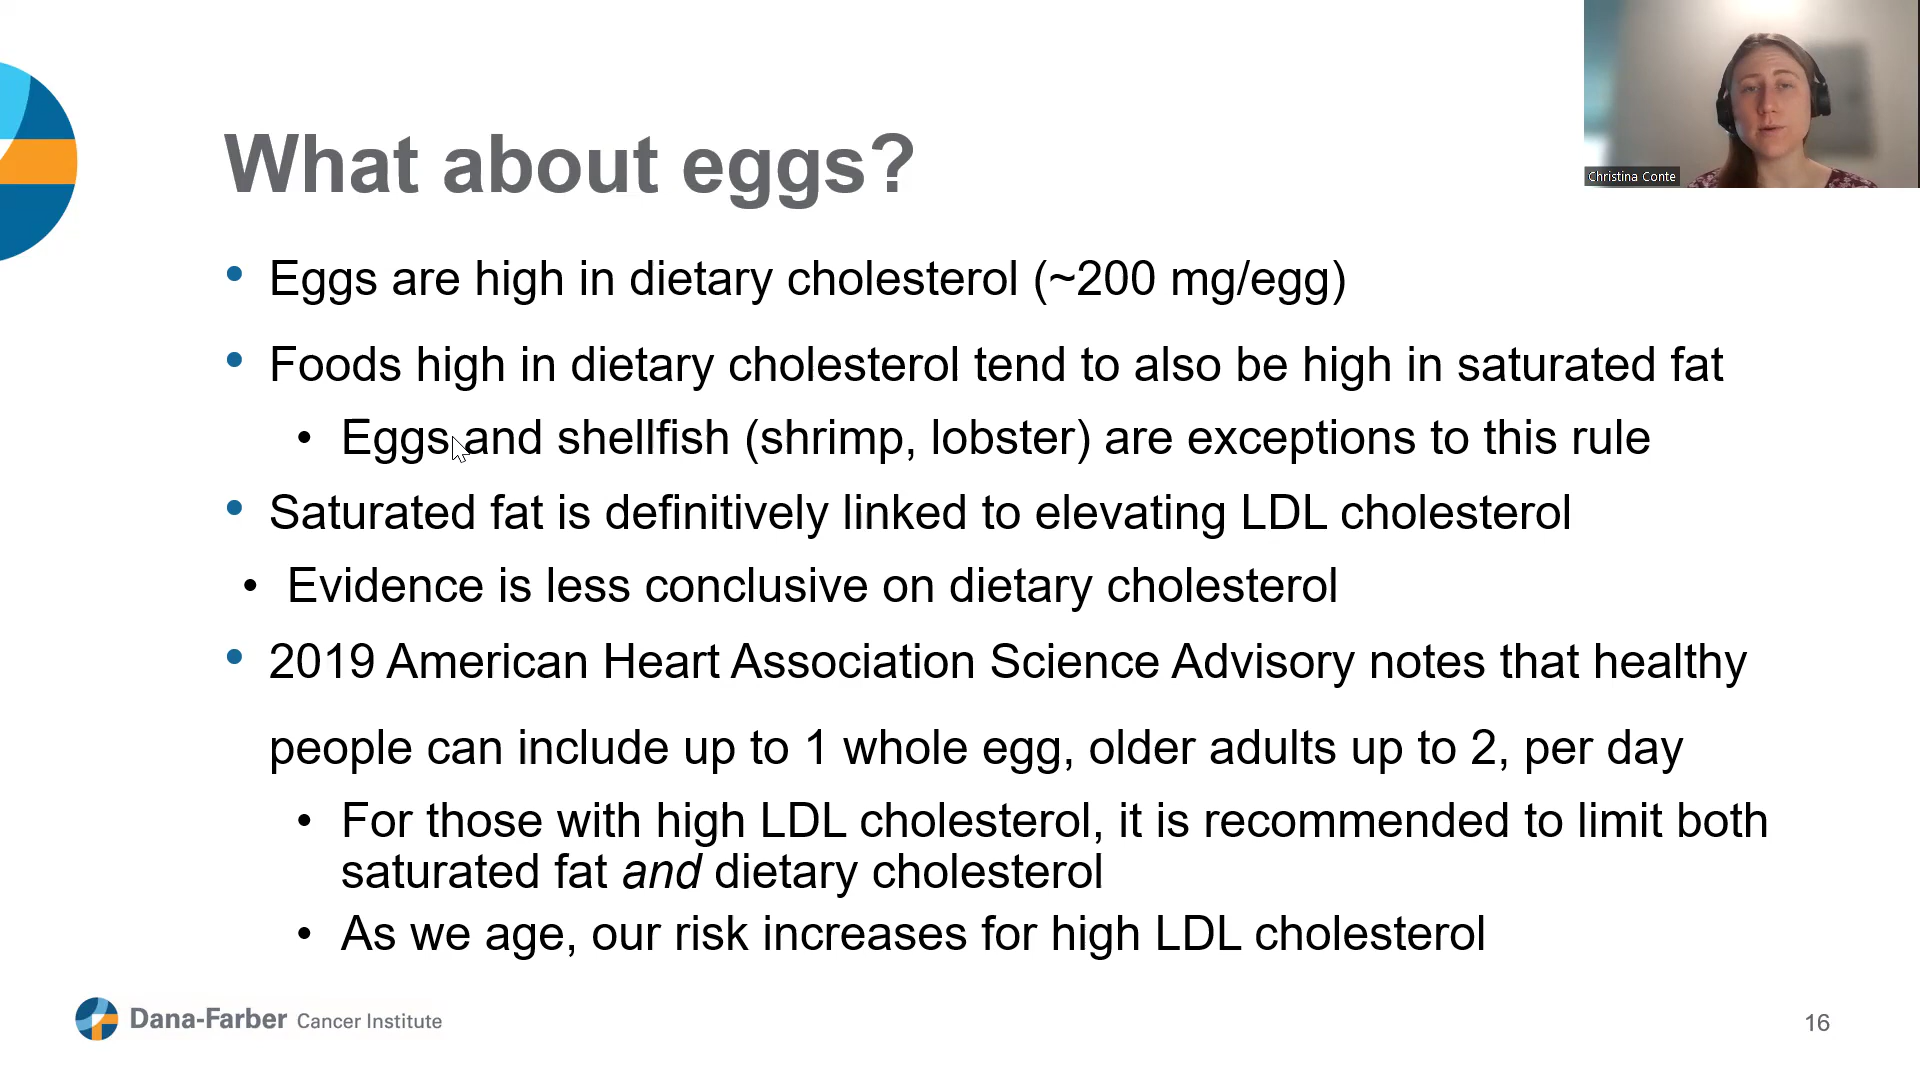 Christina Conte
What about eggs?
• Eggs are high in dietary cholesterol (~200 mg/egg)
• Foods high in dietary cholesterol tend to also be high in saturated fat
• Eggs and shellfish (shrimp, lobster) are exceptions to this rule
• Saturated fat is definitively linked to elevating LDL cholesterol
• Evidence is less conclusive on dietary cholesterol
• 2019 American Heart Association Science Advisory notes that healthy
people can include up to 1 whole egg, older adults up to 2, per day
• For those with high LDL cholesterol, it is recommended to limit both
saturated fat and dietary cholesterol
• As we age, our risk increases for high LDL cholesterol
Dana-Farber Cancer Institute
16